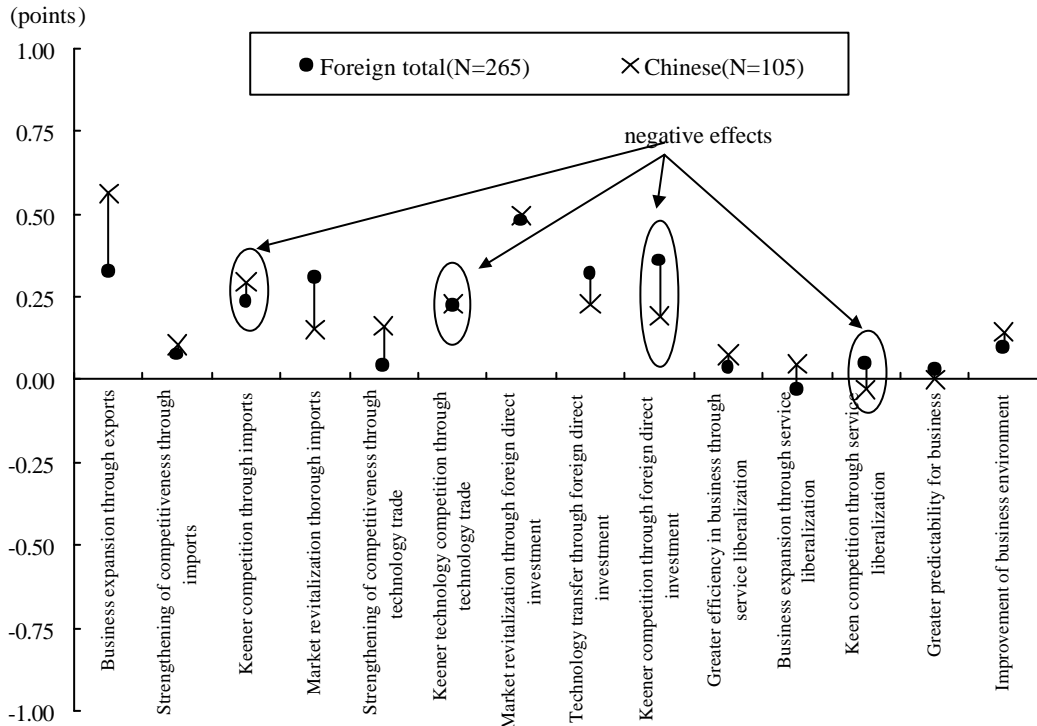 (points)
1.00
0.75
0.50
0.25
0.00
-0.25
-0.50
-0.75
-1.00
Foreign total(N=265)
Chinese(N=105)
negative effects
Business expansion through exports
Strengthening of competitiveness through
imports
Keener competition through imports
Market revitalization thorough imports
Strengthening of competitiveness through
technology trade
Keener technology competition through
technology trade
Market revitalization through foreign direct
investment
Technology transfer through foreign direct
investment
Keener competition through foreign direct
investment
Greater efficiency in business through
service liberalization
Business expansion through service
liberalization
Keen competition through service
liberalization
Greater predictability for business
Improvement of business environment